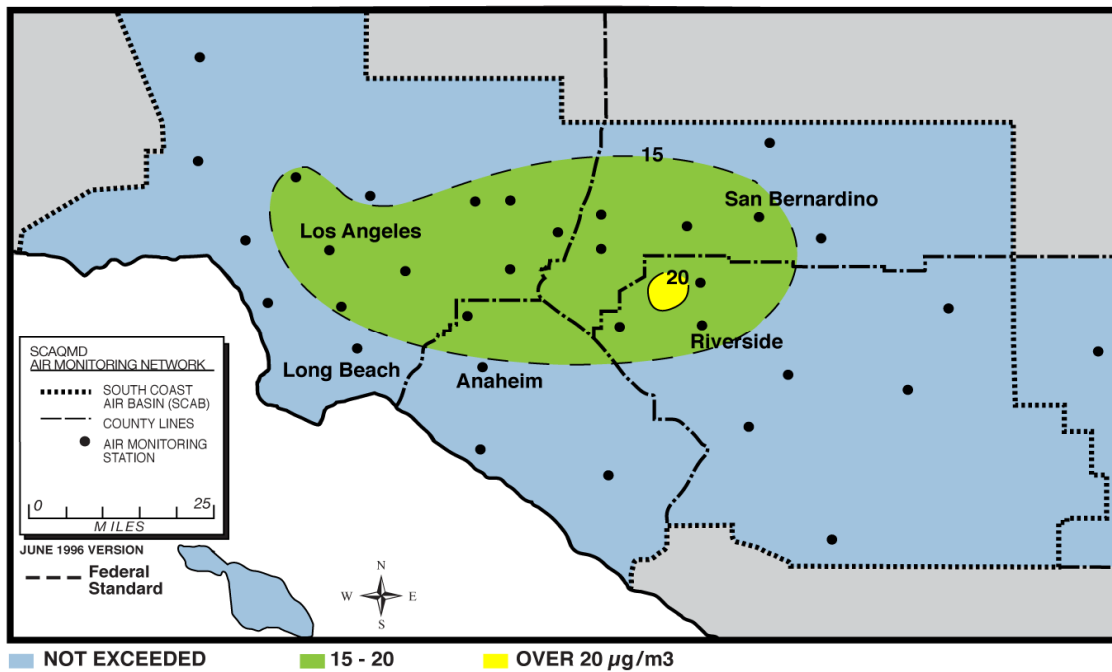 15
San Bernardino
Los Angeles
20
Riverside
Long Beach
Anaheim
SCAQMD
AIR MONITORING NETWORK
SOUTH COAST
AIR BASIN (SCAB)
COUNTY LINES
AIR MONITORING
STATION
0 25
MILES
JUNE 1996 VERSION
Federal
Standard
N
W E
S
NOT EXCEEDED 15 - 20 OVER 20 µg/m3